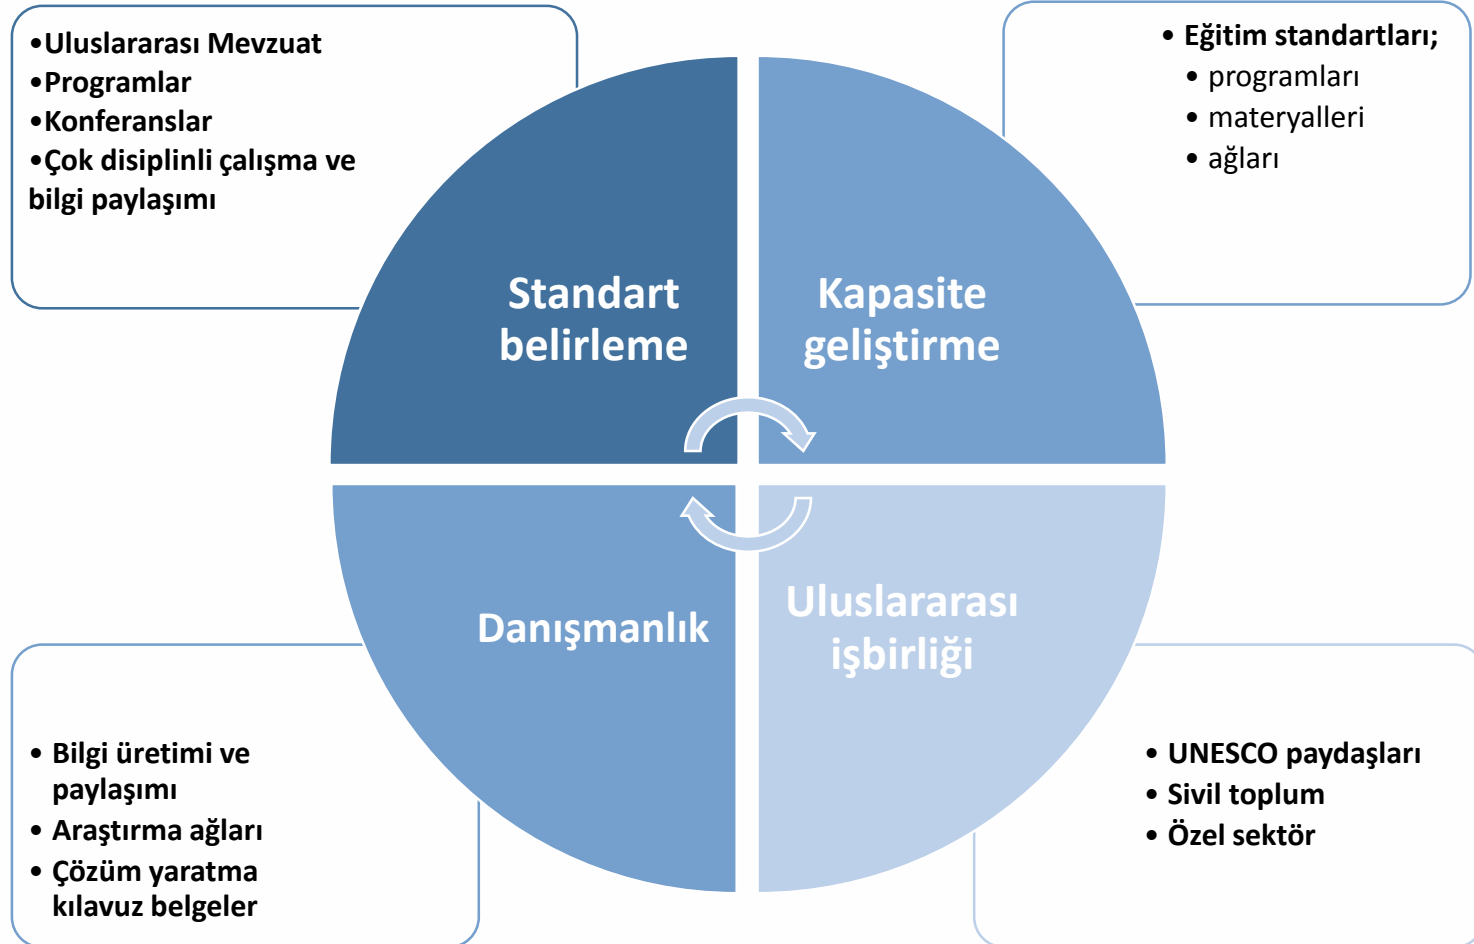 •Uluslararası Mevzuat
•Programlar
•Konferanslar
•Çok disiplinli çalışma ve
bilgi paylaşımı
• Eğitim standartları;
• programları
• materyalleri
• ağları
Standart
belirleme
Kapasite
geliştirme
Danışmanlık
Uluslararası
işbirliği
• Bilgi üretimi ve
paylaşımı
• Araştırma ağları
• Çözüm yaratma
kılavuz belgeler
• UNESCO paydaşları
• Sivil toplum
• Özel sektör